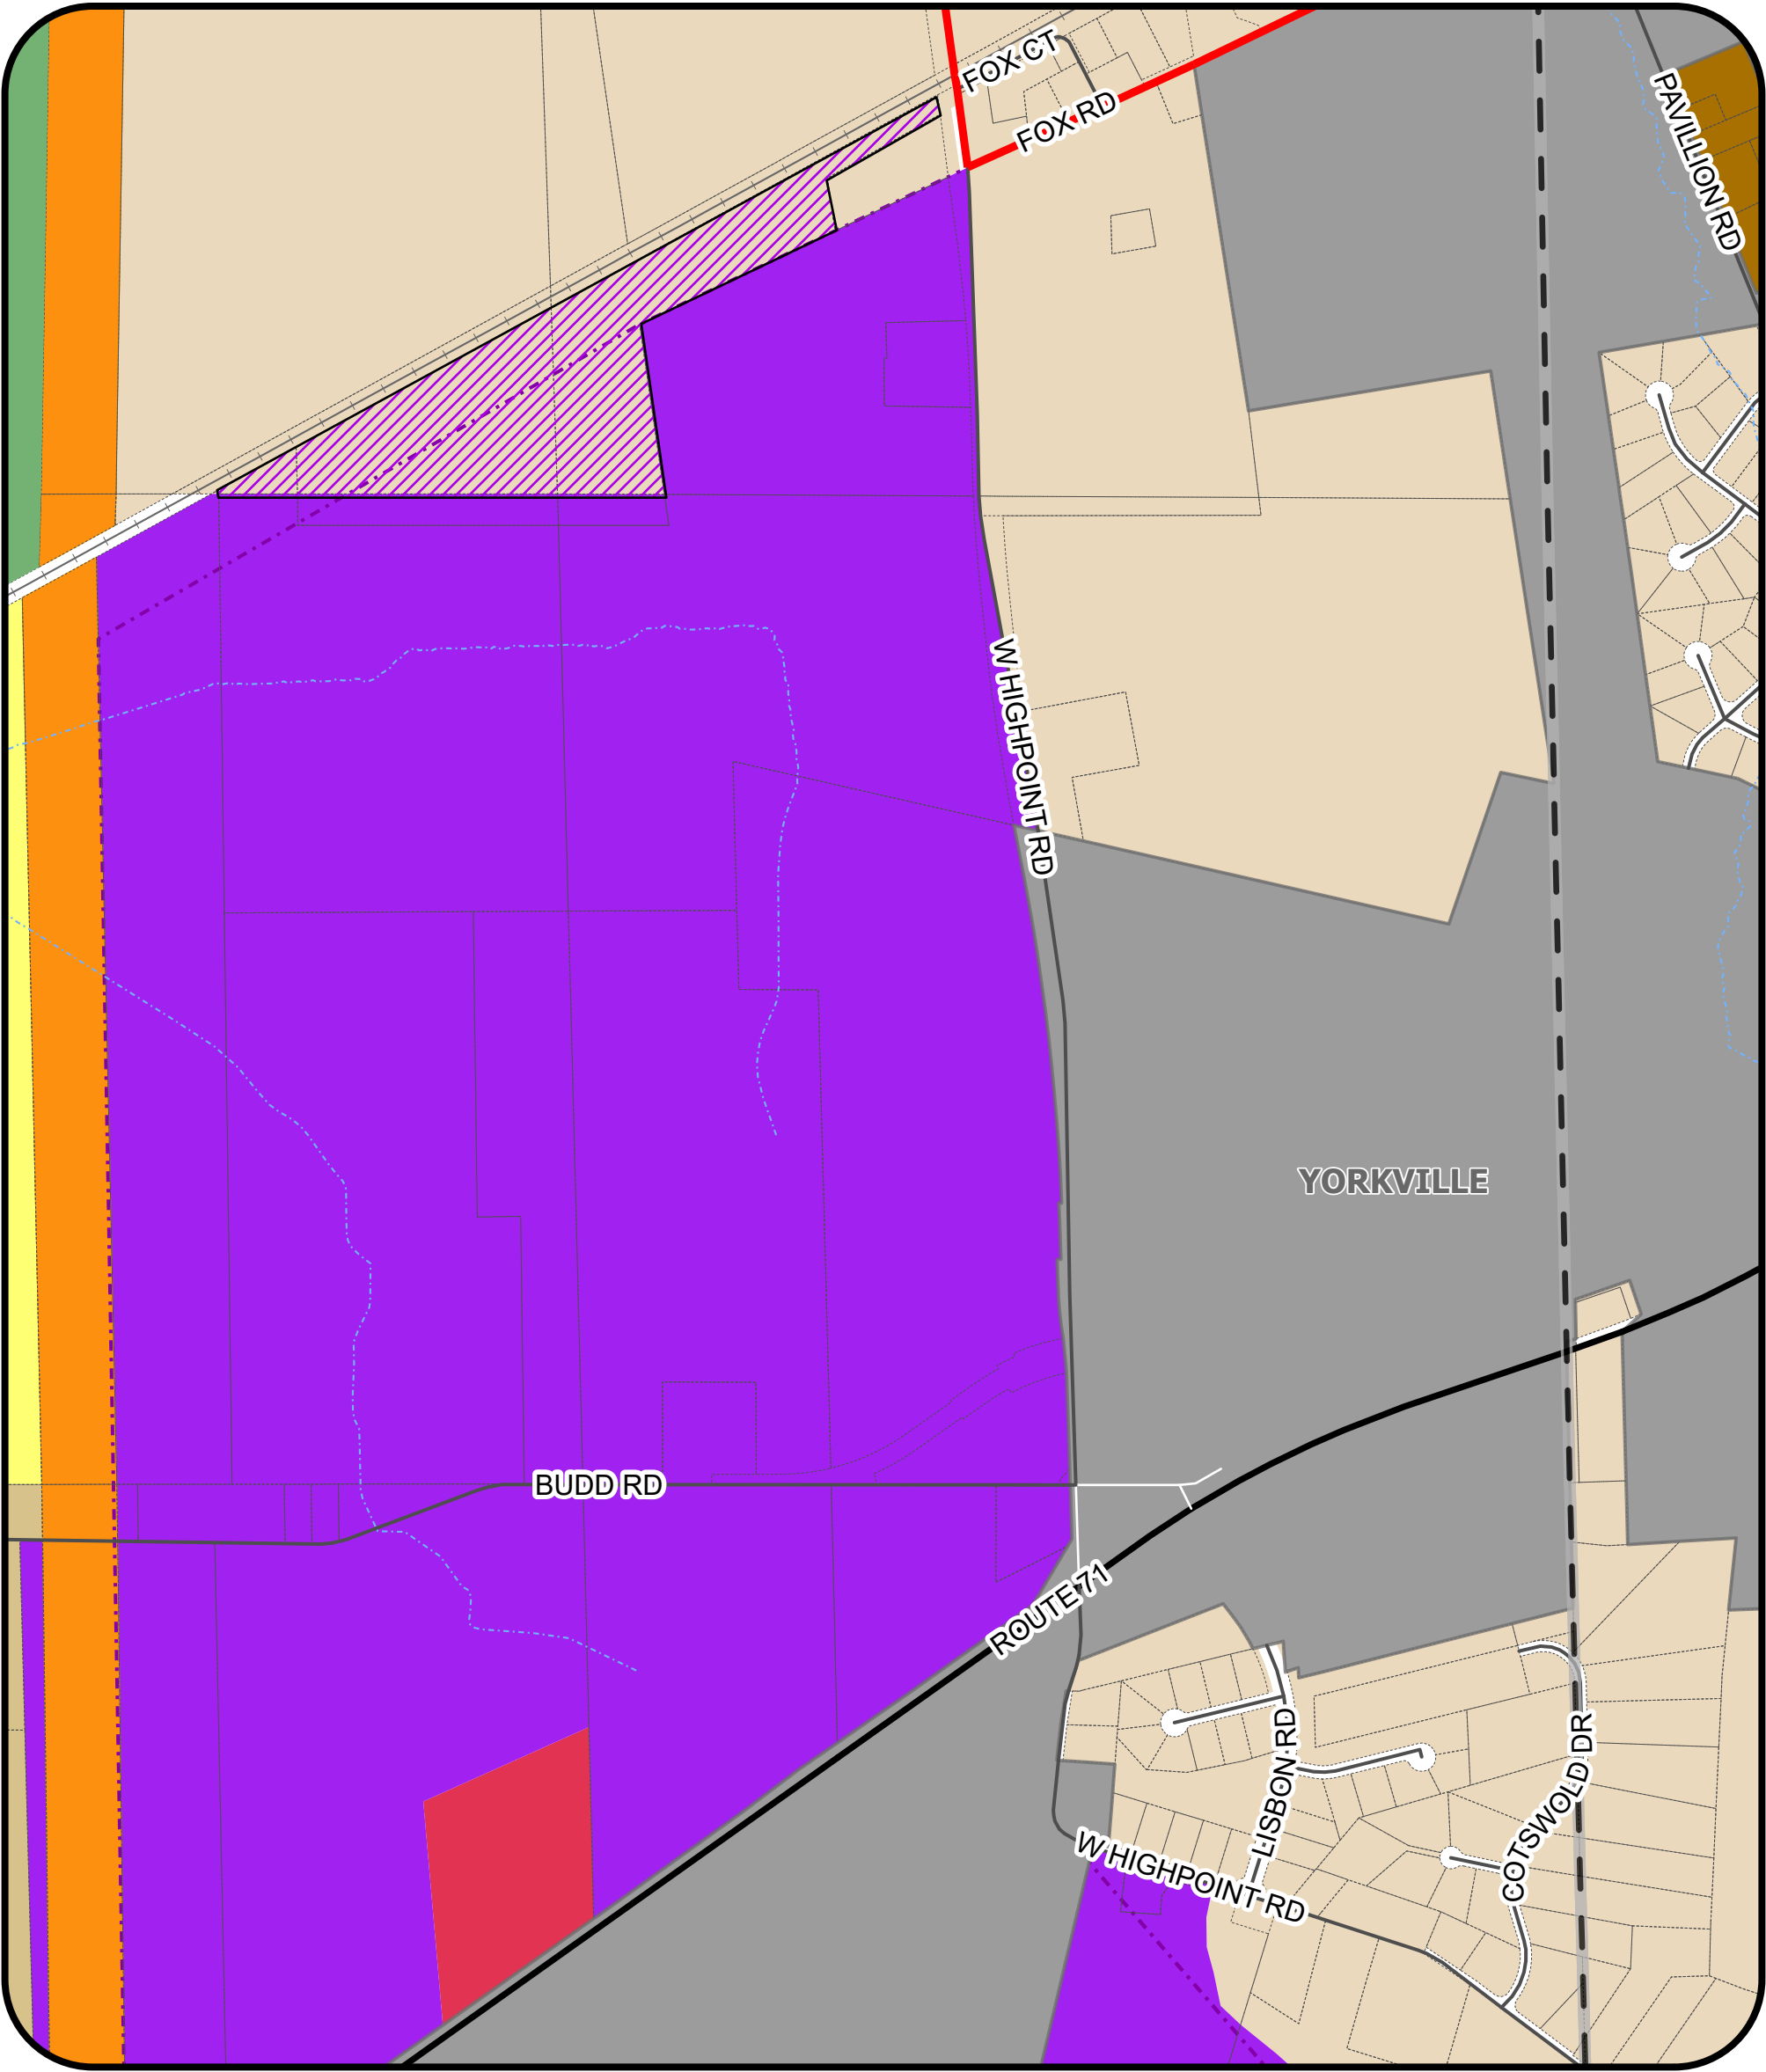 FOX CT
FOX RD
PAVILLION RD
W HIGHPOINT RD
YORKVILLE
BUDD RD
ROUTE 71
LISBON RD
COTSWOLD DR
W HIGHPOINT RD